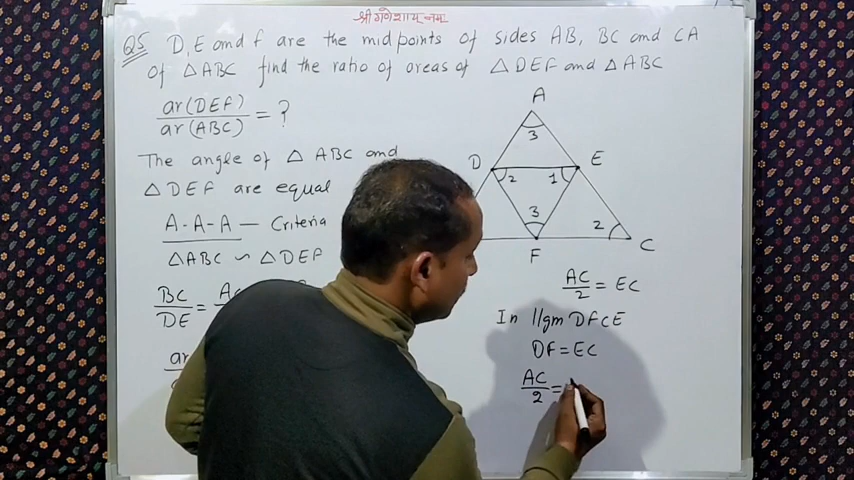 श्री गणेशाय नमः
Q5 D, E and f are the midpoints of sides AB, BC and CA
of △ABC find the ratio of areas of △DEF and △ABC
ar(DEF)/ar(ABC) = ?
The angle of △ ABC and
△DEF are equal
A-A-A — Criteria
△ABC ∼ △DEF
BC/DE =
ar
A
3
D
E
2
1
3
2
F
C
AC/2 = EC
In ||gm DFCE
DF = EC
AC/2 =